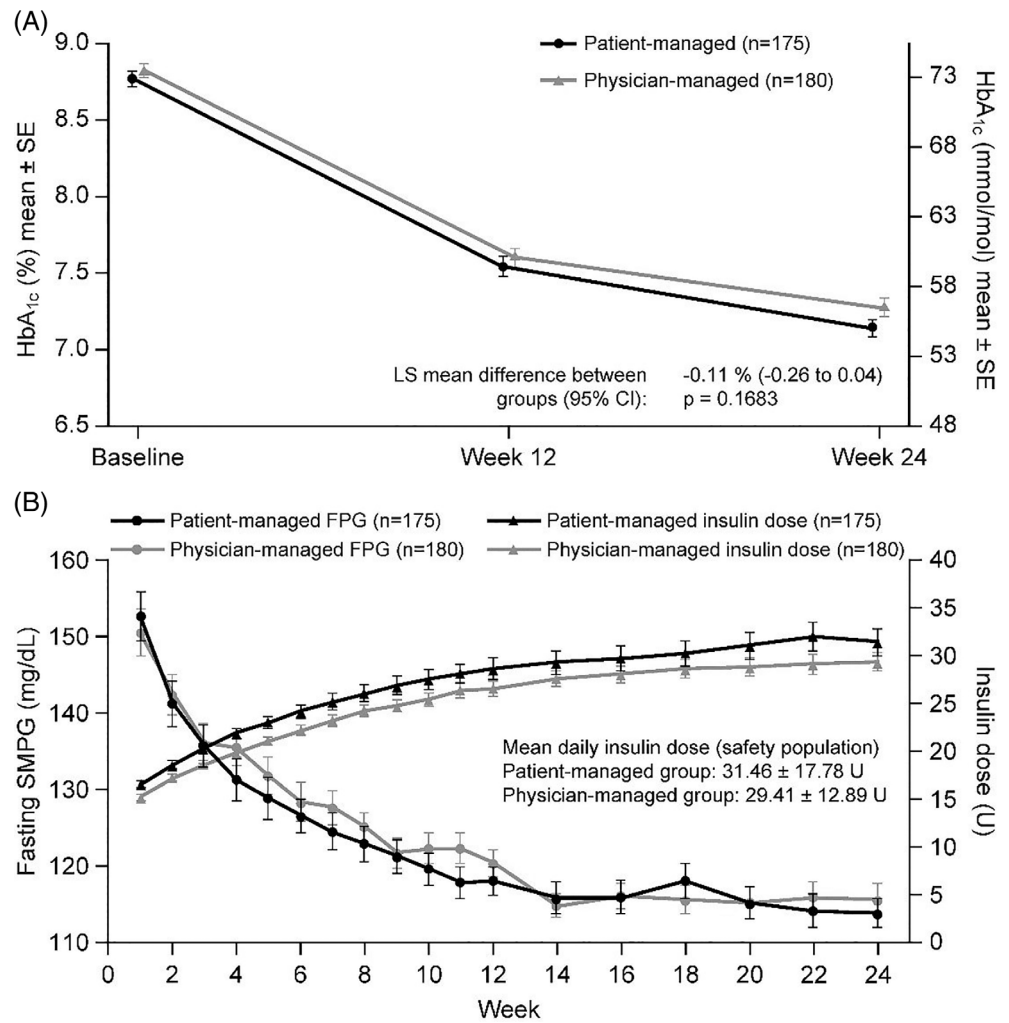 (A)
9.0
8.5
8.0
7.5
7.0
6.5
HbA1c (%) mean ± SE
Patient-managed (n=175)
Physician-managed (n=180)
73
68
63
58
53
48
HbA1c (mmol/mol) mean ± SE
LS mean difference between -0.11 % (-0.26 to 0.04)
groups (95% CI): p = 0.1683
Baseline Week 12 Week 24
(B)
Patient-managed FPG (n=175) Patient-managed insulin dose (n=175)
Physician-managed FPG (n=180) Physician-managed insulin dose (n=180)
160
150
140
130
120
110
Fasting SMPG (mg/dL)
40
35
30
25
20
15
10
5
0
Insulin dose (U)
Mean daily insulin dose (safety population)
Patient-managed group: 31.46 ± 17.78 U
Physician-managed group: 29.41 ± 12.89 U
0 2 4 6 8 10 12 14 16 18 20 22 24
Week